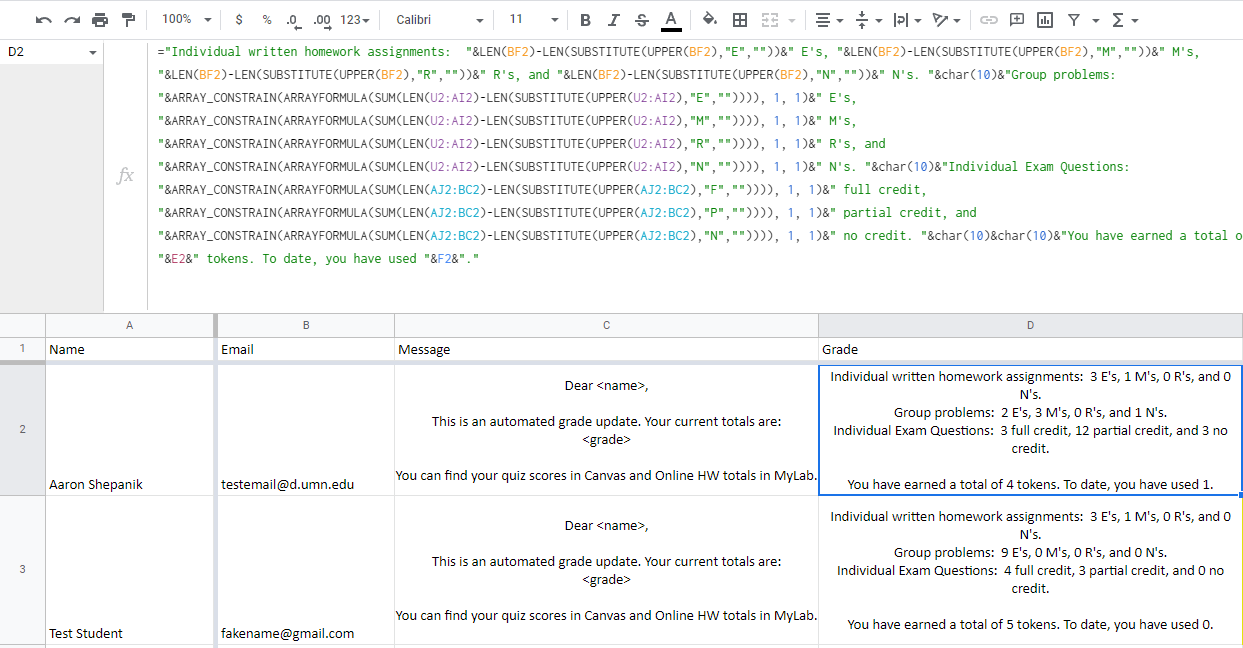 100% $ % .0 .00 123 Calibri 11 B I S A
D2
fx
="Individual written homework assignments:  "&LEN(BF2)-LEN(SUBSTITUTE(UPPER(BF2),"E",""))&" E's, "&LEN(BF2)-LEN(SUBSTITUTE(UPPER(BF2),"M",""))&" M's,
"&LEN(BF2)-LEN(SUBSTITUTE(UPPER(BF2),"R",""))&" R's, and "&LEN(BF2)-LEN(SUBSTITUTE(UPPER(BF2),"N",""))&" N's. "&char(10)&"Group problems:
"&ARRAY_CONSTRAIN(ARRAYFORMULA(SUM(LEN(U2:AI2)-LEN(SUBSTITUTE(UPPER(U2:AI2),"E","")))), 1, 1)&" E's,
"&ARRAY_CONSTRAIN(ARRAYFORMULA(SUM(LEN(U2:AI2)-LEN(SUBSTITUTE(UPPER(U2:AI2),"M","")))), 1, 1)&" M's,
"&ARRAY_CONSTRAIN(ARRAYFORMULA(SUM(LEN(U2:AI2)-LEN(SUBSTITUTE(UPPER(U2:AI2),"R","")))), 1, 1)&" R's, and
"&ARRAY_CONSTRAIN(ARRAYFORMULA(SUM(LEN(U2:AI2)-LEN(SUBSTITUTE(UPPER(U2:AI2),"N","")))), 1, 1)&" N's. "&char(10)&"Individual Exam Questions:
"&ARRAY_CONSTRAIN(ARRAYFORMULA(SUM(LEN(AJ2:BC2)-LEN(SUBSTITUTE(UPPER(AJ2:BC2),"F","")))), 1, 1)&" full credit,
"&ARRAY_CONSTRAIN(ARRAYFORMULA(SUM(LEN(AJ2:BC2)-LEN(SUBSTITUTE(UPPER(AJ2:BC2),"P","")))), 1, 1)&" partial credit, and
"&ARRAY_CONSTRAIN(ARRAYFORMULA(SUM(LEN(AJ2:BC2)-LEN(SUBSTITUTE(UPPER(AJ2:BC2),"N","")))), 1, 1)&" no credit. "&char(10)&char(10)&"You have earned a total o
"&E2&" tokens. To date, you have used "&F2&"."
A B C D
1 Name Email Message Grade
2
Aaron Shepanik
testemail@d.umn.edu
Dear <name>,
This is an automated grade update. Your current totals are:
<grade>
You can find your quiz scores in Canvas and Online HW totals in MyLab.
Individual written homework assignments:  3 E's, 1 M's, 0 R's, and 0
N's.
Group problems:  2 E's, 3 M's, 0 R's, and 1 N's.
Individual Exam Questions:  3 full credit, 12 partial credit, and 3 no
credit.
You have earned a total of 4 tokens. To date, you have used 1.
3
Test Student
fakename@gmail.com
Dear <name>,
This is an automated grade update. Your current totals are:
<grade>
You can find your quiz scores in Canvas and Online HW totals in MyLab.
Individual written homework assignments:  3 E's, 1 M's, 0 R's, and 0
N's.
Group problems:  9 E's, 0 M's, 0 R's, and 0 N's.
Individual Exam Questions:  4 full credit, 3 partial credit, and 0 no
credit.
You have earned a total of 5 tokens. To date, you have used 0.